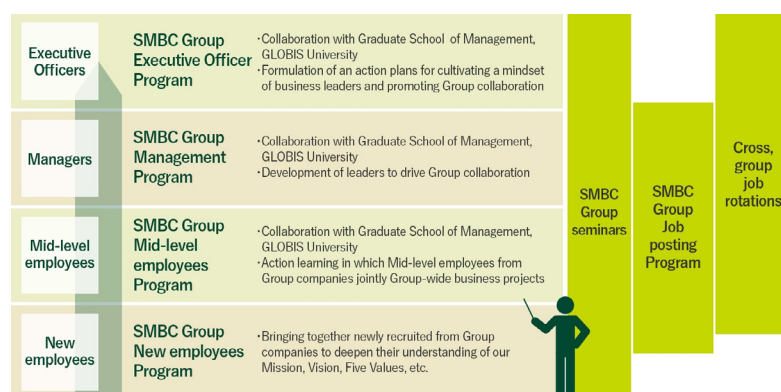 Executive
Officers
SMBC Group
Executive Officer
Program
・Collaboration with Graduate School of Management,
GLOBIS University
・Formulation of an action plans for cultivating a mindset
of business leaders and promoting Group collaboration
Managers
SMBC Group
Management
Program
・Collaboration with Graduate School of Management,
GLOBIS University
・Development of leaders to drive Group collaboration
Mid-level
employees
SMBC Group
Mid-level
employees
Program
・Collaboration with Graduate School of Management,
GLOBIS University
・Action learning in which Mid-level employees from
Group companies jointly Group-wide business projects
New
employees
SMBC Group
New employees
Program
・Bringing together newly recruited from Group
companies to deepen their understanding of our
Mission, Vision, Five Values, etc.
SMBC
Group
seminars
SMBC
Group
Job
posting
Program
Cross,
group
job
rotations